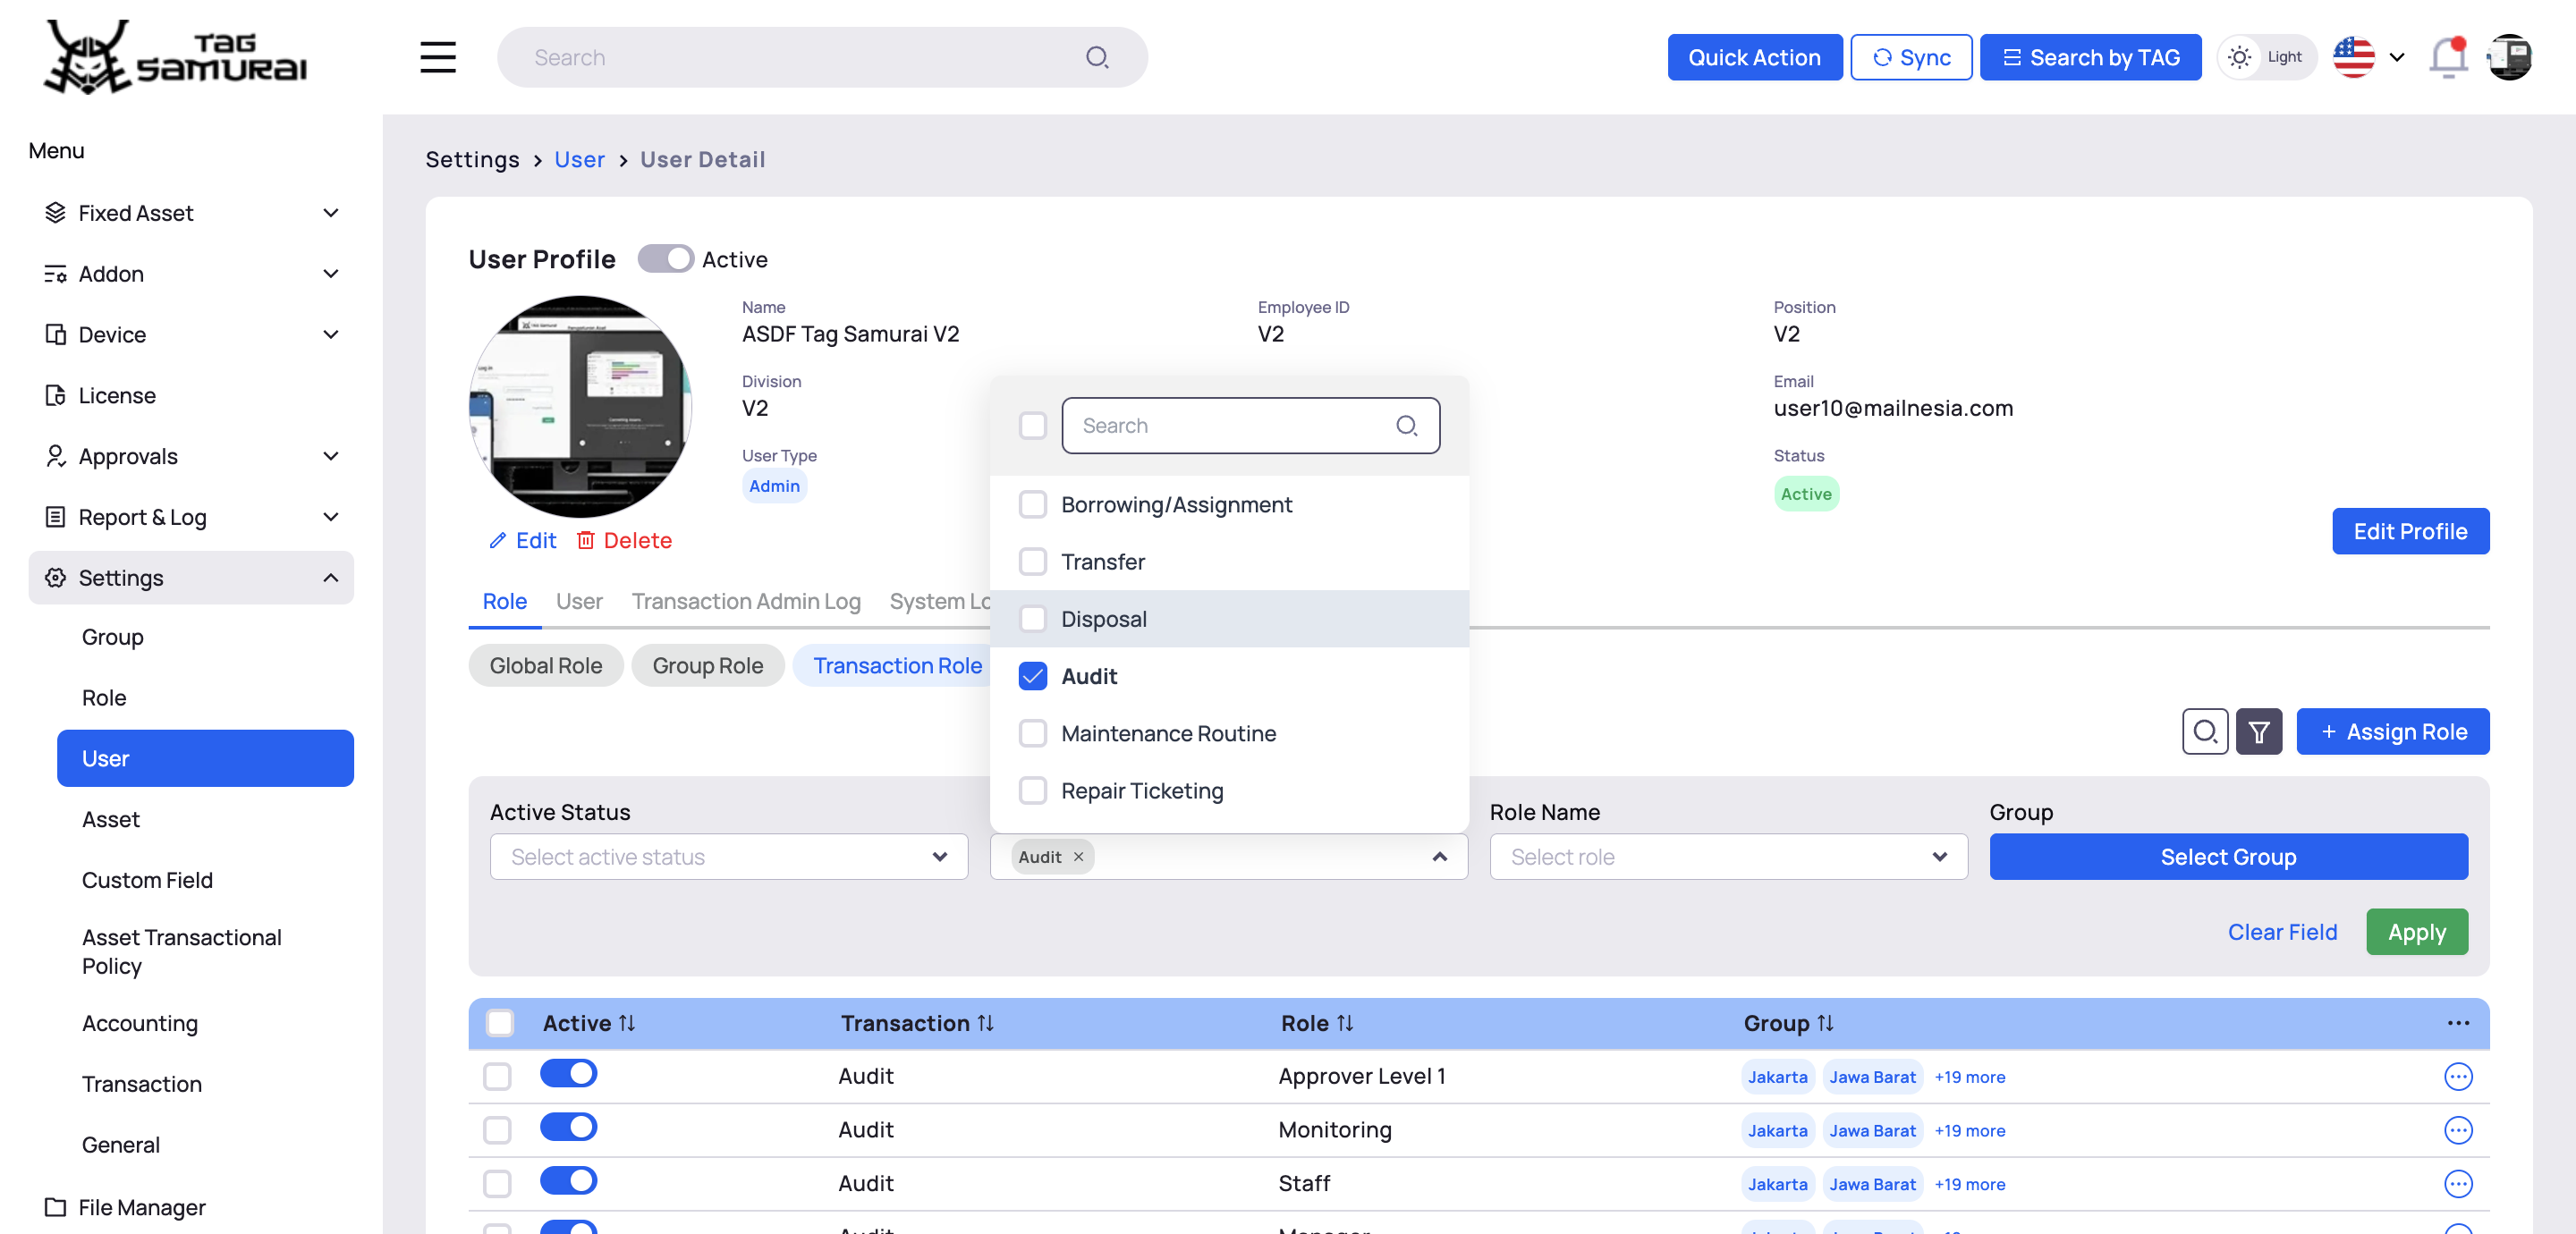 TAG
SAMURAI
Search
Quick Action
Sync
Search by TAG
Light
Menu
Fixed Asset
Addon
Device
License
Approvals
Report & Log
Settings
Group
Role
User
Asset
Custom Field
Asset Transactional
Policy
Accounting
Transaction
General
File Manager
Settings > User > User Detail
User Profile
Active
Name
ASDF Tag Samurai V2
Employee ID
V2
Position
V2
Division
V2
Email
user10@mailnesia.com
User Type
Admin
Status
Active
Edit
Delete
Edit Profile
Role
User
Transaction Admin Log
System Lo
Global Role
Group Role
Transaction Role
Search
Borrowing/Assignment
Transfer
Disposal
Audit
Maintenance Routine
Repair Ticketing
+ Assign Role
Active Status
Select active status
Audit ×
Role Name
Select role
Group
Select Group
Clear Field
Apply
Active Transaction Role Group
Audit Approver Level 1 Jakarta Jawa Barat +19 more
Audit Monitoring Jakarta Jawa Barat +19 more
Audit Staff Jakarta Jawa Barat +19 more